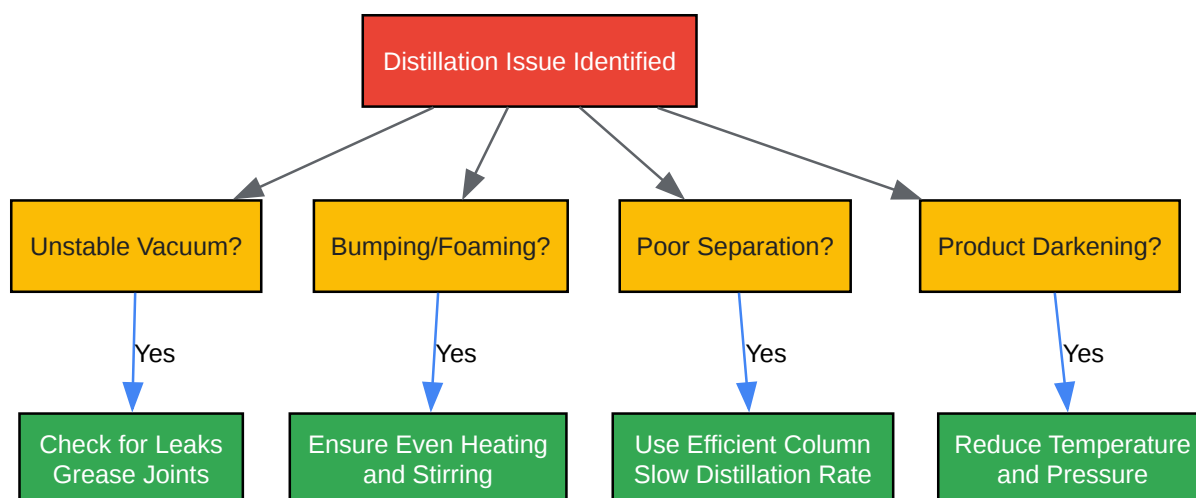 Distillation Issue Identified
Unstable Vacuum?
Bumping/Foaming?
Poor Separation?
Product Darkening?
Yes
Yes
Yes
Yes
Check for Leaks
Grease Joints
Ensure Even Heating
and Stirring
Use Efficient Column
Slow Distillation Rate
Reduce Temperature
and Pressure